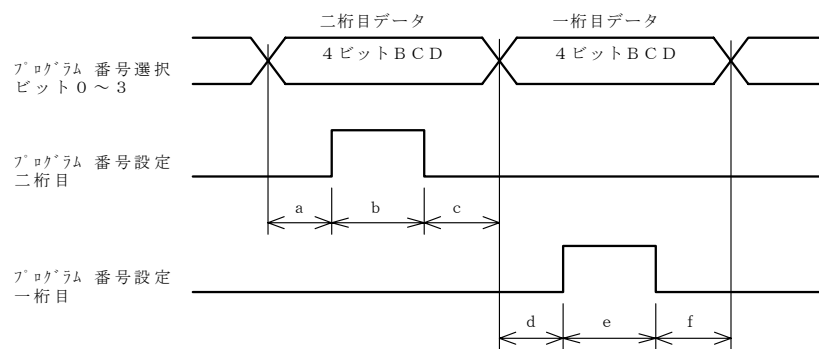 二桁目データ
一桁目データ
4ビットBCD
4ビットBCD
プログラム 番号選択
ビット0~3
プログラム 番号設定
二桁目
a
b
c
プログラム 番号設定
一桁目
d
e
f